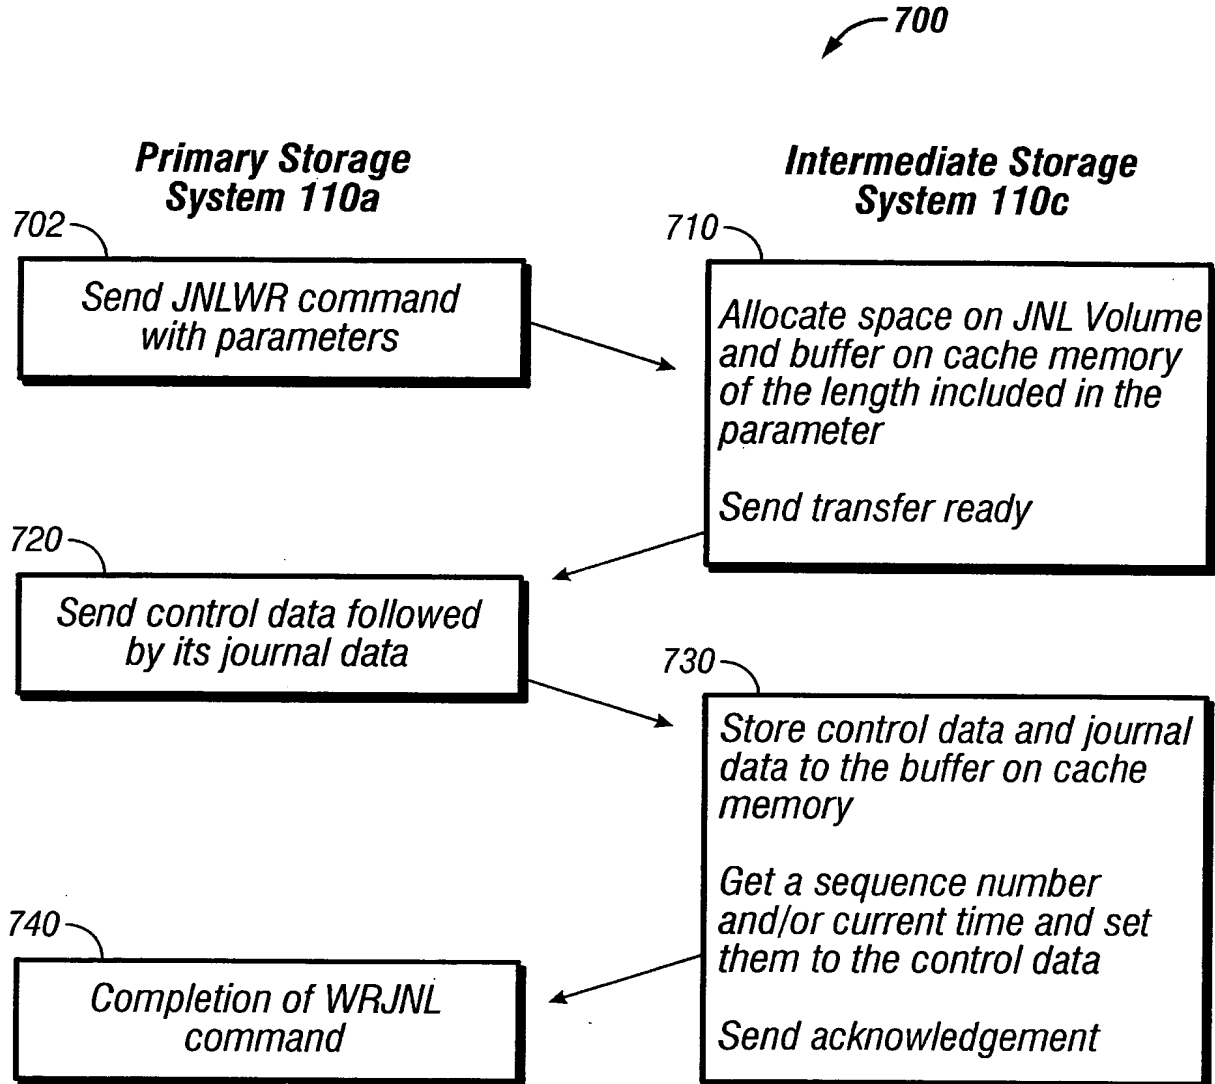 700
Primary Storage
System 110a
Intermediate Storage
System 110c
702
Send JNLWR command
with parameters
710
Allocate space on JNL Volume
and buffer on cache memory
of the length included in the
parameter
Send transfer ready
720
Send control data followed
by its journal data
730
Store control data and journal
data to the buffer on cache
memory
Get a sequence number
and/or current time and set
them to the control data
Send acknowledgement
740
Completion of WRJNL
command